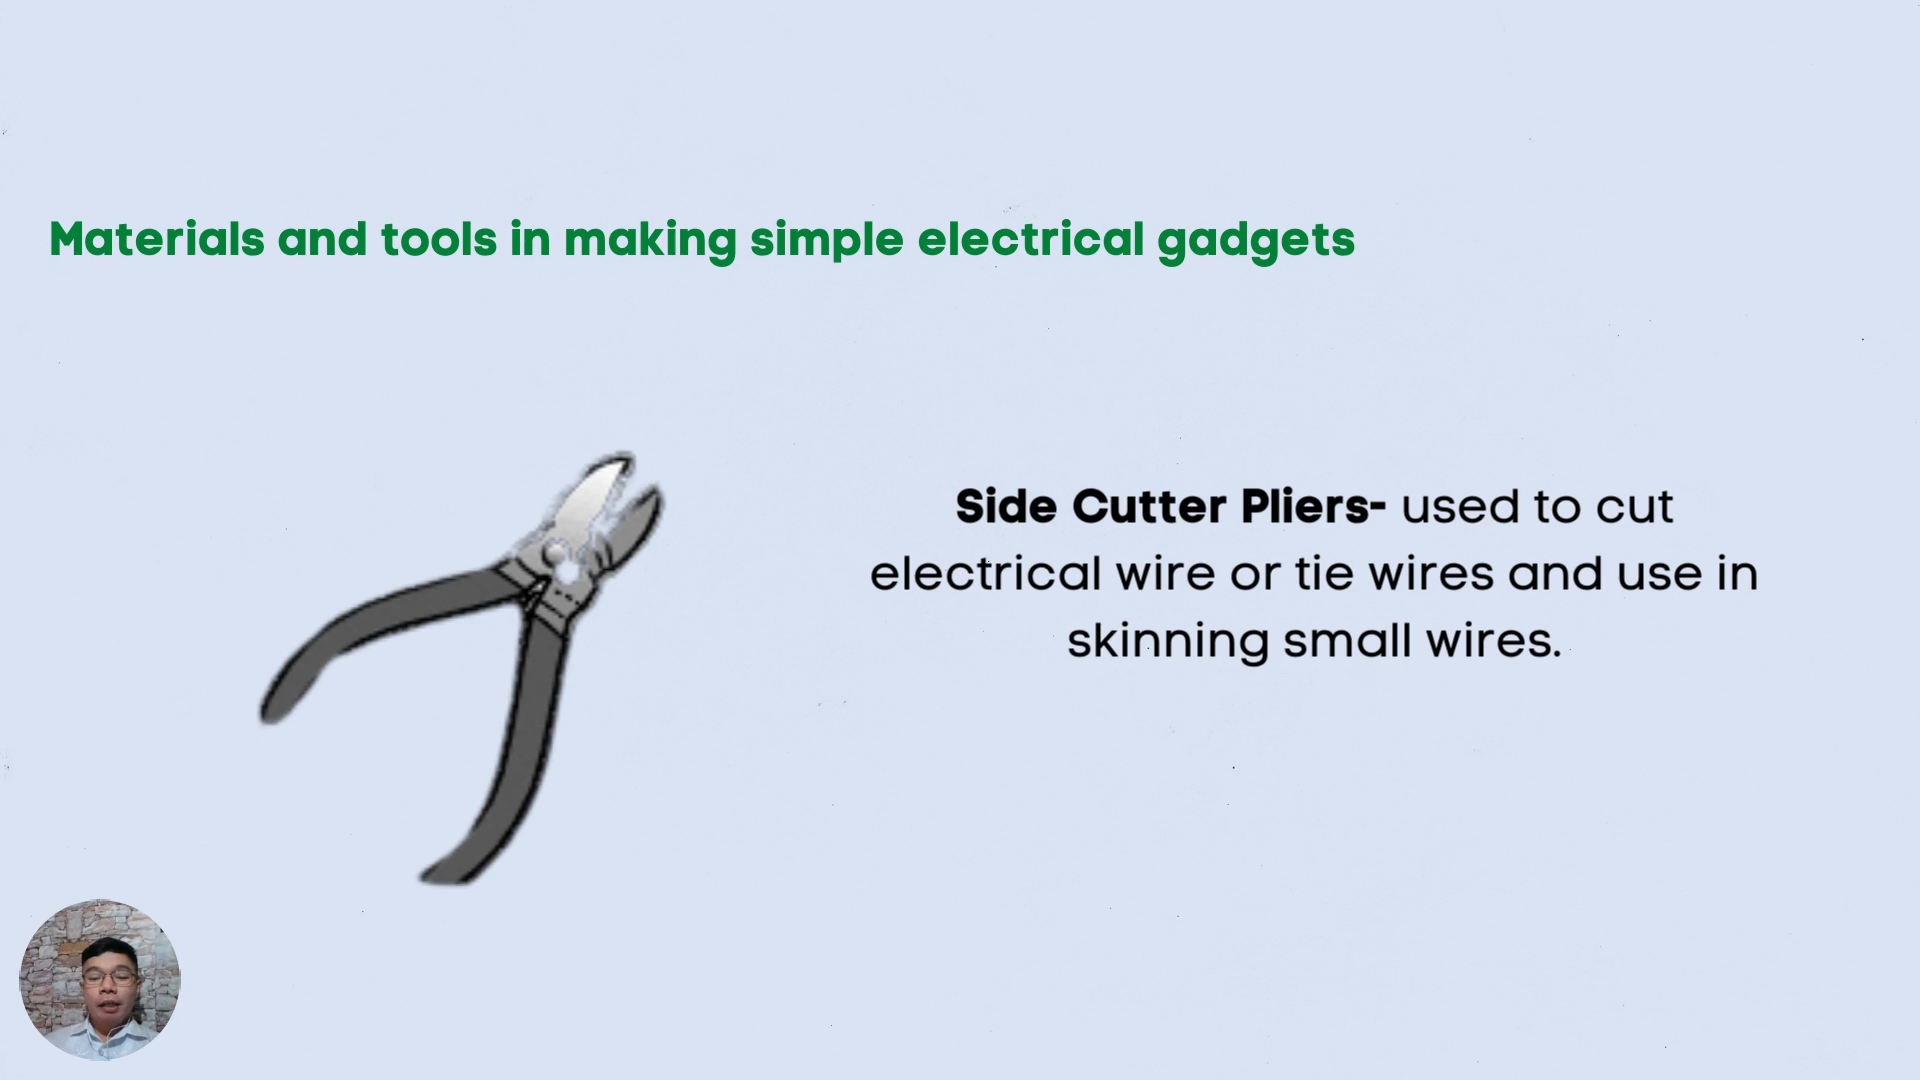 Materials and tools in making simple electrical gadgets
Side Cutter Pliers- used to cut
electrical wire or tie wires and use in
skinning small wires.